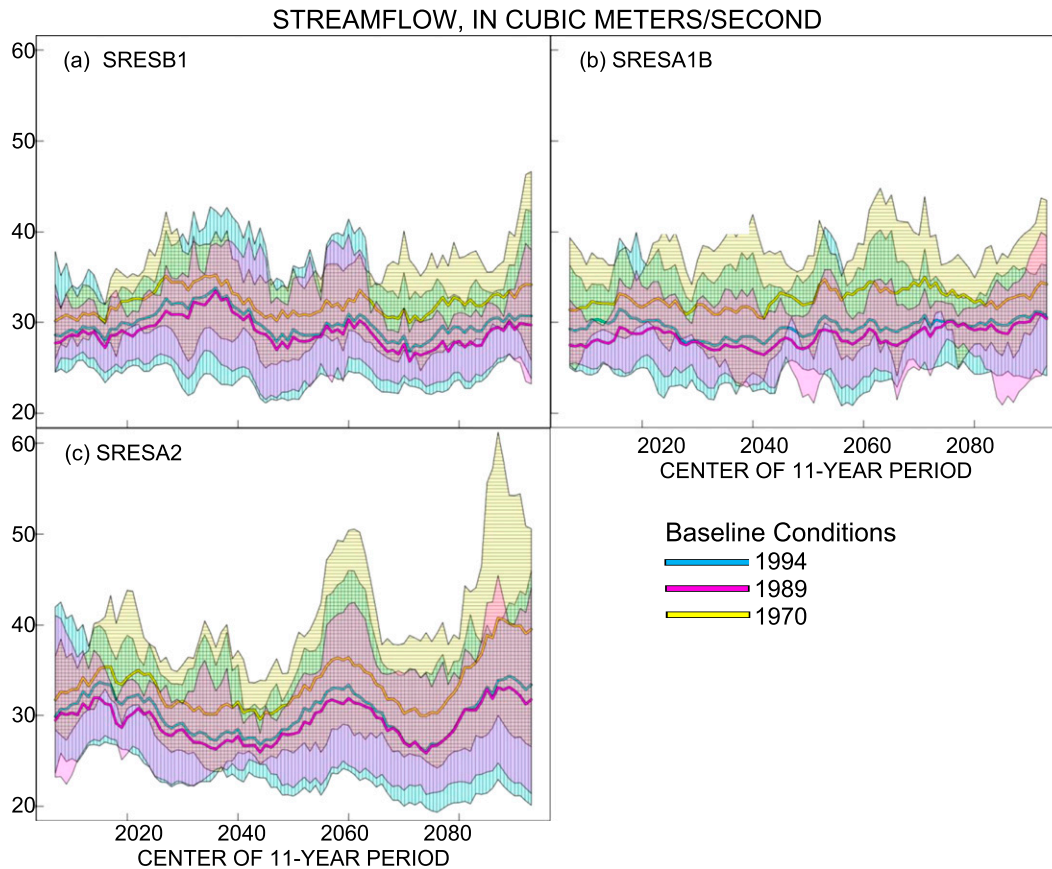 STREAMFLOW, IN CUBIC METERS/SECOND
60
(a) SRESB1
(b) SRESA1B
50
40
30
20
2020 2040 2060 2080
CENTER OF 11-YEAR PERIOD
60
(c) SRESA2
50
40
30
20
2020 2040 2060 2080
CENTER OF 11-YEAR PERIOD
Baseline Conditions
1994
1989
1970